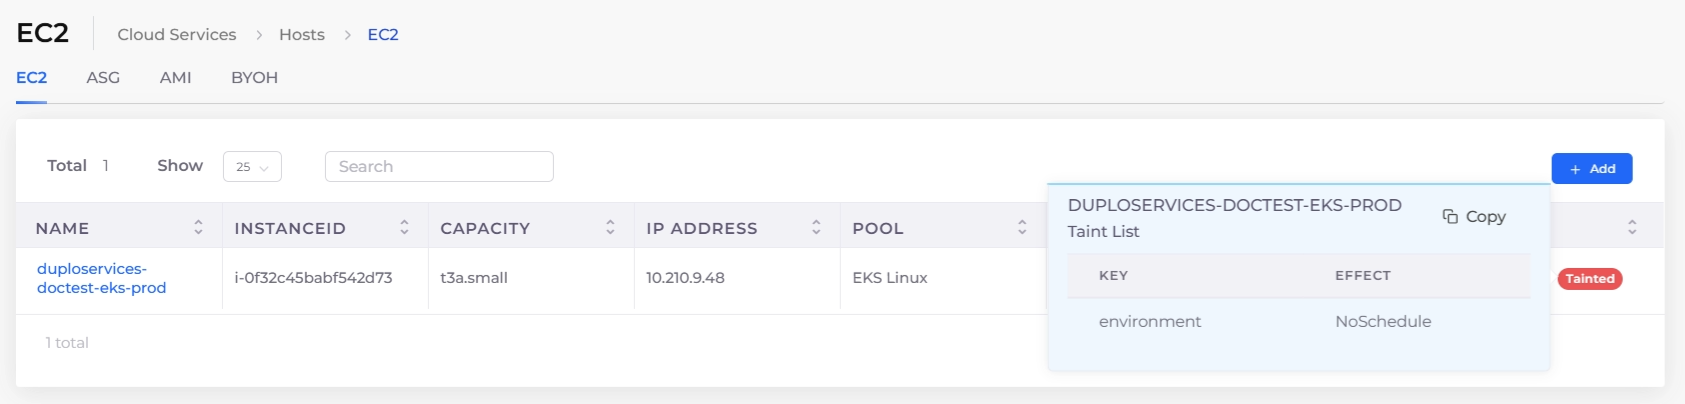 EC2
Cloud Services > Hosts > EC2
EC2 ASG AMI BYOH
Total 1 Show 25 Search
+ Add
NAME INSTANCEID CAPACITY IP ADDRESS POOL
duploservices-
doctest-eks-prod
i-0f32c45babf542d73 t3a.small 10.210.9.48 EKS Linux
DUPLOSERVICES-DOCTEST-EKS-PROD
Taint List
Copy
KEY EFFECT
environment NoSchedule
Tainted
1 total